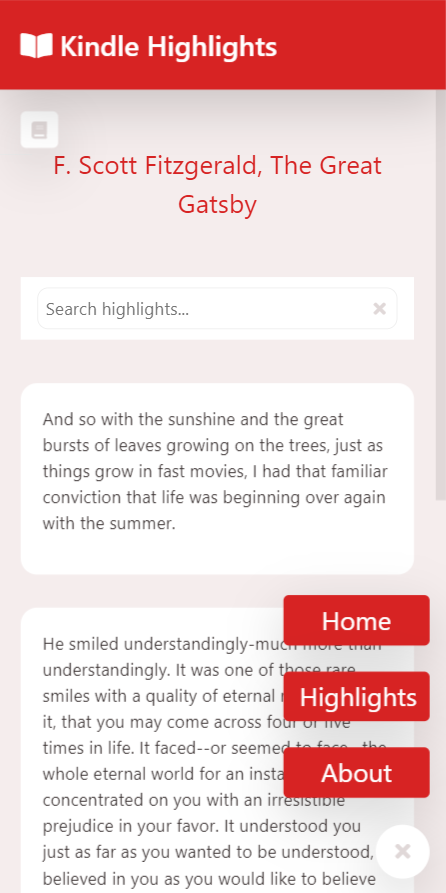 Kindle Highlights
F. Scott Fitzgerald, The Great
Gatsby
Search highlights...
And so with the sunshine and the great
bursts of leaves growing on the trees, just as
things grow in fast movies, I had that familiar
conviction that life was beginning over again
with the summer.
Home
He smiled understandingly-much more than
understandingly. It was one of those rare
smiles with a quality of eternal
Highlights
it, that you may come across four or five
times in life. It faced--or seemed to face--the
About
whole eternal world for an insta
concentrated on you with an irresistible
prejudice in your favor. It understood you
just as far as you wanted to be understood,
believed in you as you would like to believe